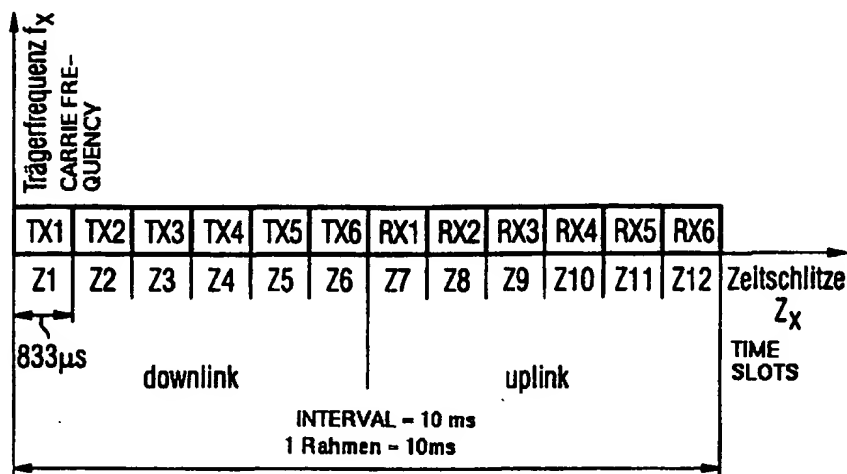 Trägerfrequenz fx
CARRIE FRE-
QUENCY
TX1 TX2 TX3 TX4 TX5 TX6 RX1 RX2 RX3 RX4 RX5 RX6
Z1 Z2 Z3 Z4 Z5 Z6 Z7 Z8 Z9 Z10 Z11 Z12 Zeitschlitze
Zx
833µs
TIME
SLOTS
downlink uplink
INTERVAL = 10 ms
1 Rahmen = 10ms